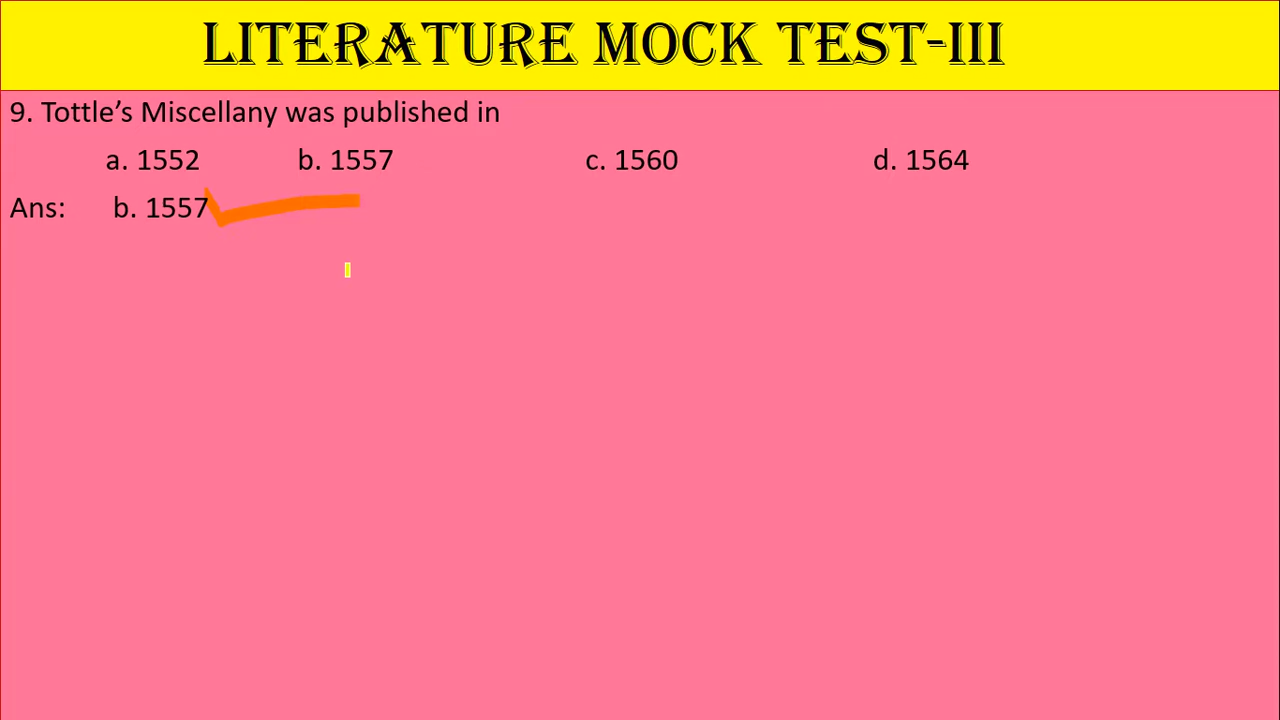 LITERATURE MOCK TEST-III
9. Tottle’s Miscellany was published in
a. 1552 b. 1557 c. 1560 d. 1564
Ans: b. 1557